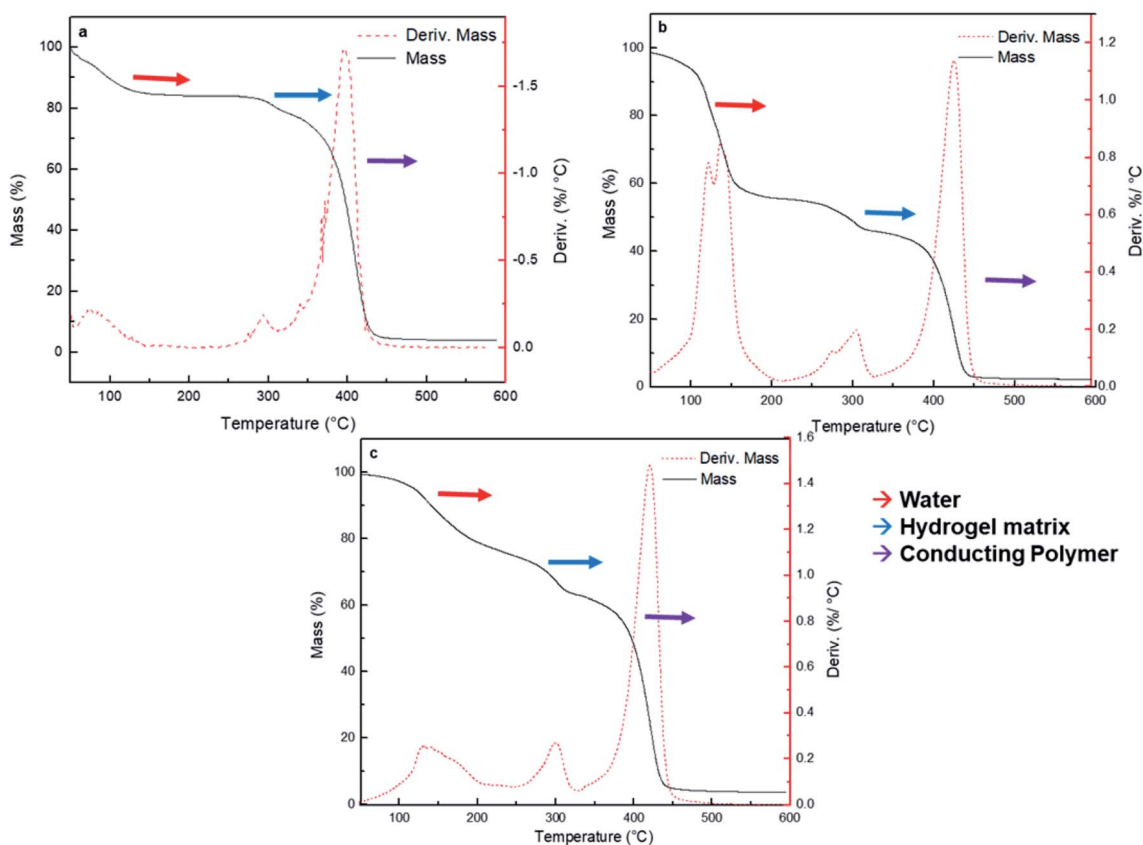 a
Deriv. Mass
Mass
100
80
60
40
20
0
Mass (%)
-1.5
-1.0
-0.5
0.0
Deriv. (%/ °C)
100 200 300 400 500 600
Temperature (°C)
b
Deriv. Mass
Mass
100
80
60
40
20
0
Mass (%)
1.2
1.0
0.8
0.6
0.4
0.2
0.0
Deriv. %/ °C
100 200 300 400 500 600
Temperature (°C)
c
Deriv. Mass
Mass
100
80
60
40
20
0
Mass (%)
1.6
1.4
1.2
1.0
0.8
0.6
0.4
0.2
0.0
Deriv. (%/ °C)
100 200 300 400 500 600
Temperature (°C)
→ Water
→ Hydrogel matrix
→ Conducting Polymer